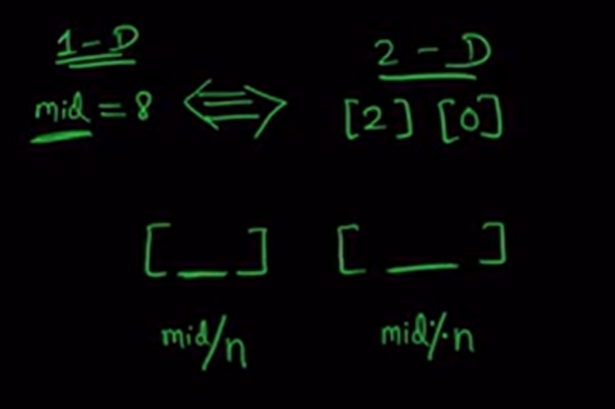 1-D 2-D
mid = 8 ⟺ [2] [0]
[_] [_]
mid/n mid%n